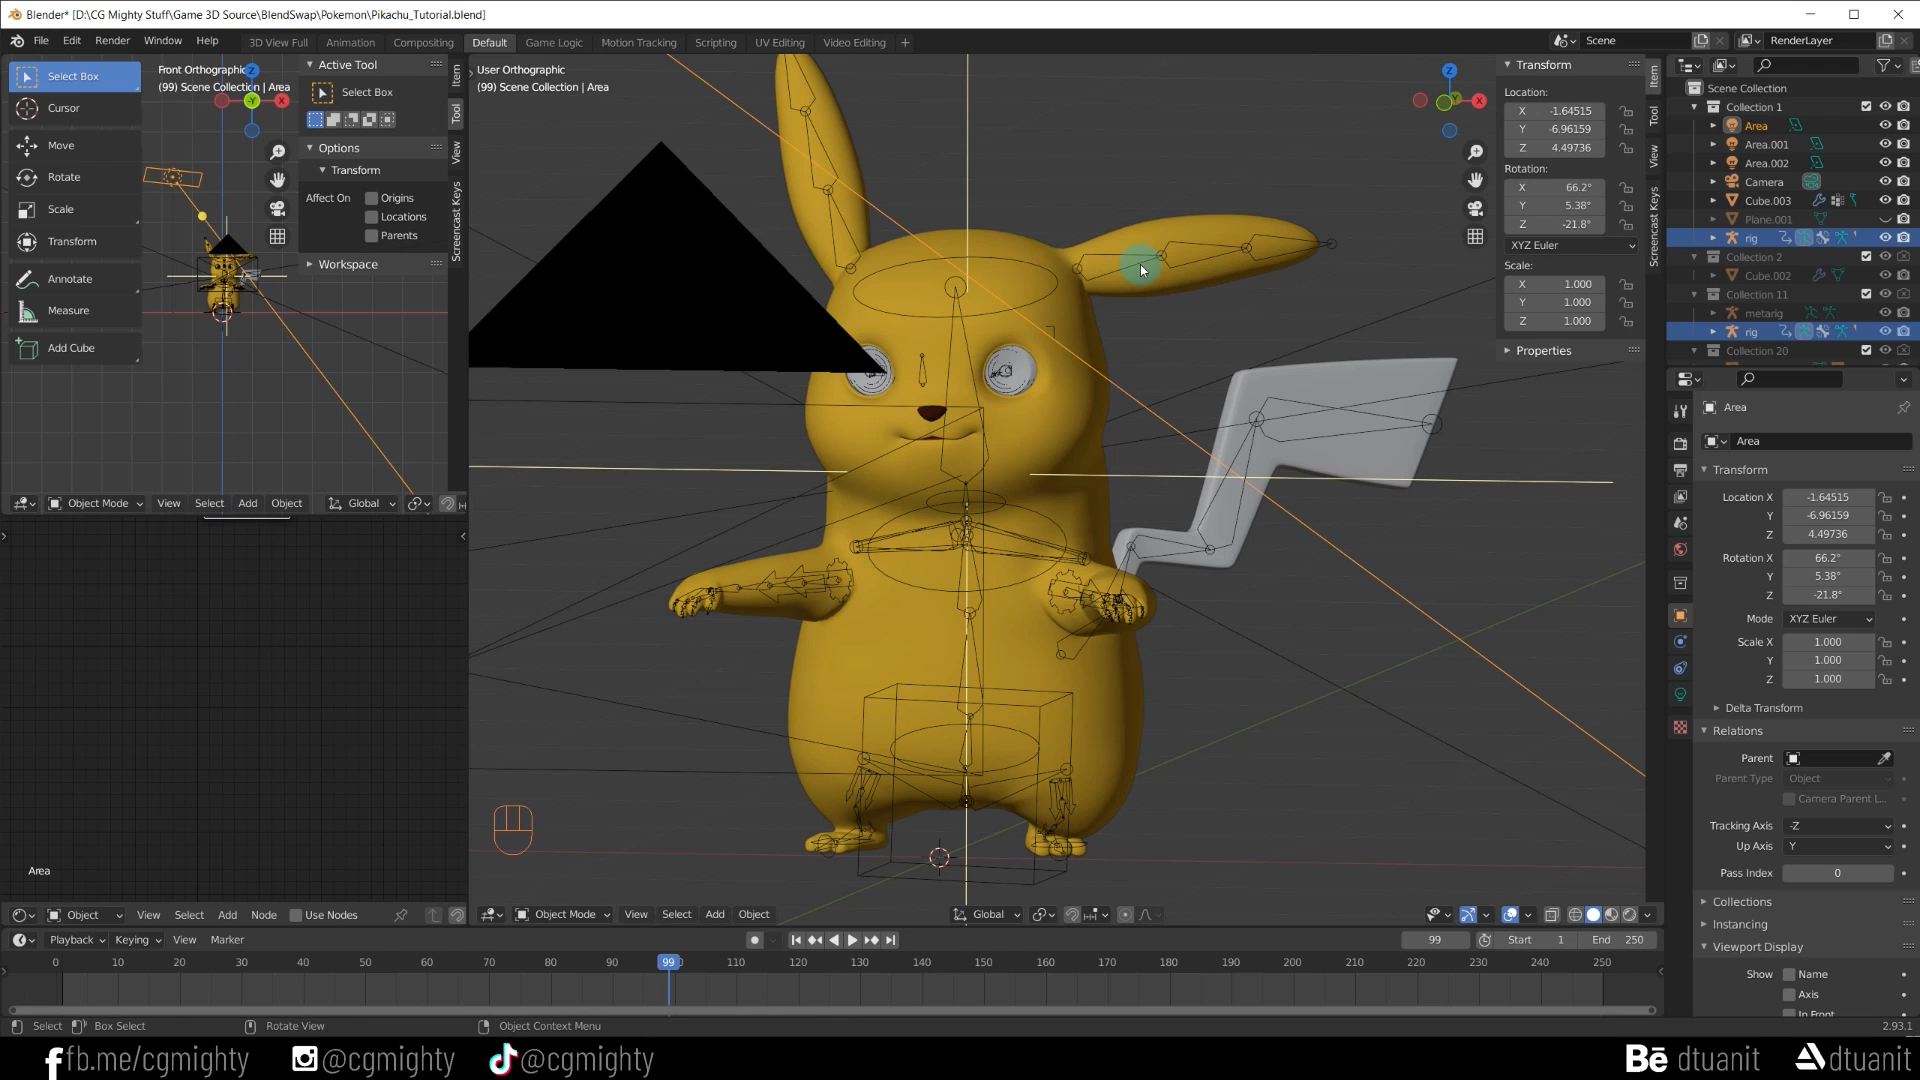 Blender* [D:\CG Mighty Stuff\Game 3D Source\BlendSwap\Pokemon\Pikachu_Tutorial.blend]
File Edit Render Window Help 3D View Full Animation Compositing Default Game Logic Motion Tracking Scripting UV Editing Video Editing + Scene RenderLayer
Select Box
Cursor
Move
Rotate
Scale
Transform
Annotate
Measure
Add Cube
Front Orthographic
(99) Scene Collection | Area
Z
-Y
X
Active Tool
Select Box
Options
Transform
Affect On Origins
Locations
Parents
Workspace
Item
Tool
View
Screencast Keys
Object Mode View Select Add Object Global
Area
Object View Select Add Node Use Nodes
User Orthographic
(99) Scene Collection | Area
Z
Y
X
Transform
Location:
X -1.64515
Y -6.96159
Z 4.49736
Rotation:
X 66.2°
Y 5.38°
Z -21.8°
XYZ Euler
Scale:
X 1.000
Y 1.000
Z 1.000
Properties
Item
Tool
View
Screencast Keys
Object Mode View Select Add Object Global
Scene Collection
Collection 1
Area
Area.001
Area.002
Camera
Cube.003
Plane.001
rig
Collection 2
Cube.002
Collection 11
metarig
rig
Collection 20
Area
Area
Transform
Location X -1.64515
Y -6.96159
Z 4.49736
Rotation X 66.2°
Y 5.38°
Z -21.8°
Mode XYZ Euler
Scale X 1.000
Y 1.000
Z 1.000
Delta Transform
Relations
Parent
Parent Type Object
Camera Parent L...
Tracking Axis -Z
Up Axis Y
Pass Index 0
Collections
Instancing
Viewport Display
Show Name
Axis
In Front
Playback Keying View Marker 99 Start 1 End 250
0 10 20 30 40 50 60 70 80 90 99 110 120 130 140 150 160 170 180 190 200 210 220 230 240 250
Select Box Select Rotate View Object Context Menu 2.93.1
fb.me/cgmighty @cgmighty @cgmighty Bē dtuanit dtuanit